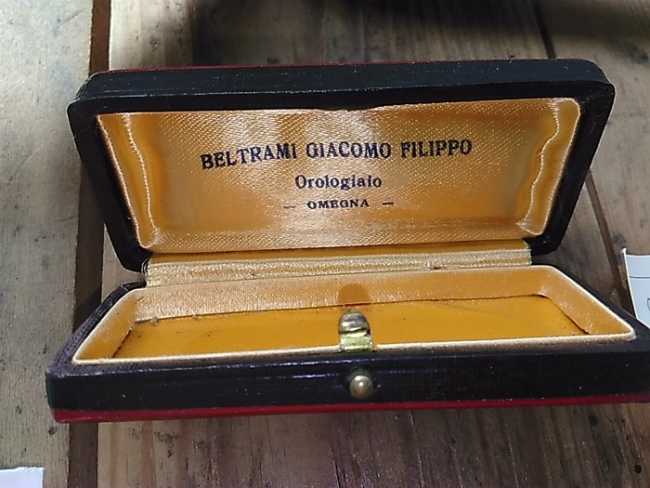 BELTRAMI GIACOMO FILIPPO
Orologiaio
— OMEGNA —